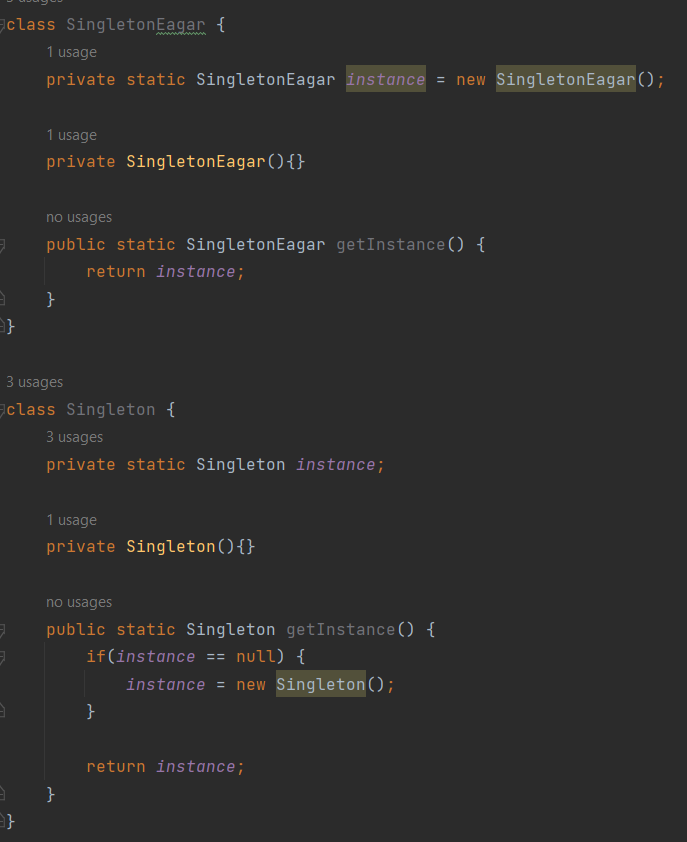 class SingletonEagar {
1 usage
private static SingletonEagar instance = new SingletonEagar();
1 usage
private SingletonEagar(){}
no usages
public static SingletonEagar getInstance() {
return instance;
}
}
3 usages
class Singleton {
3 usages
private static Singleton instance;
1 usage
private Singleton(){}
no usages
public static Singleton getInstance() {
if(instance == null) {
instance = new Singleton();
}
return instance;
}
}